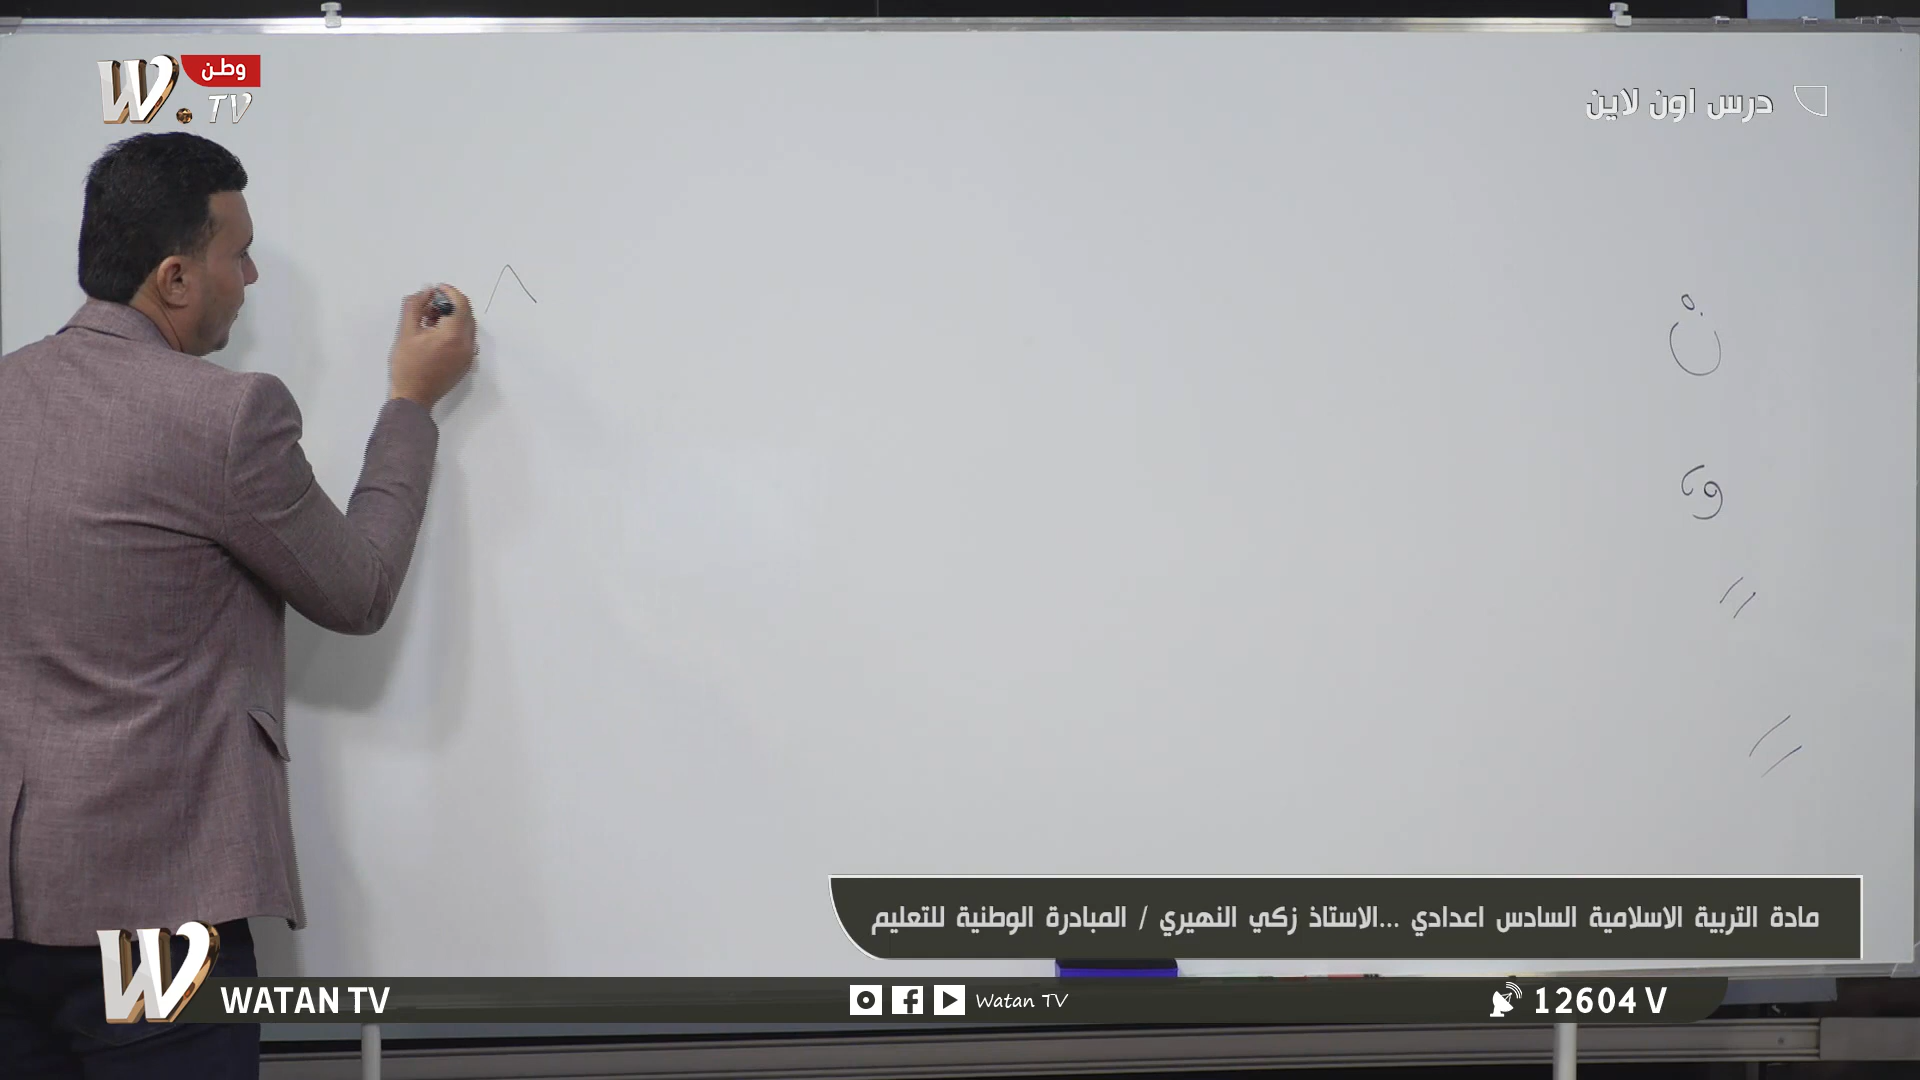 وطن
W.
TV
درس اون لاين
٨
نْ
و
//
//
مادة التربية الاسلامية السادس اعدادي ...الاستاذ زكي النهيري / المبادرة الوطنية للتعليم
W WATAN TV
Watan TV
12604 V